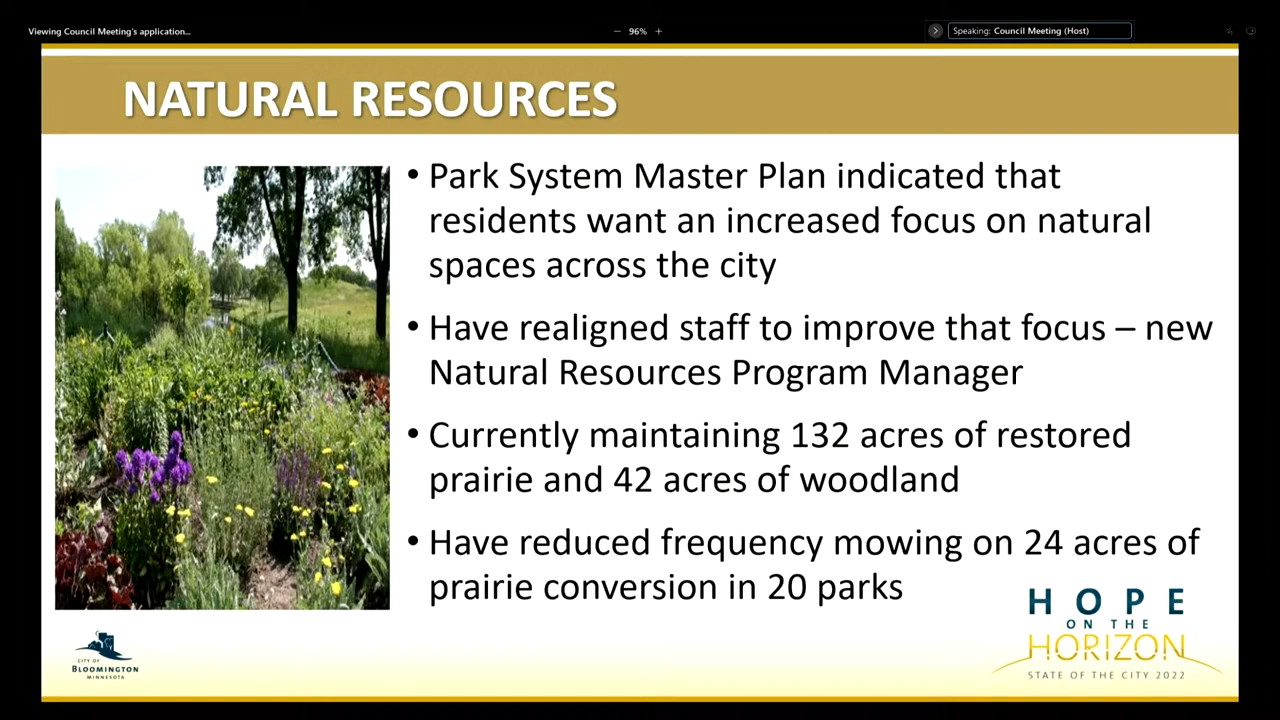 Viewing Council Meeting's application...
− 96% +
Speaking: Council Meeting (Host)
NATURAL RESOURCES
• Park System Master Plan indicated that
residents want an increased focus on natural
spaces across the city
• Have realigned staff to improve that focus – new
Natural Resources Program Manager
• Currently maintaining 132 acres of restored
prairie and 42 acres of woodland
• Have reduced frequency mowing on 24 acres of
prairie conversion in 20 parks
HOPE
ON THE
HORIZON
STATE OF THE CITY 2022
CITY OF
BLOOMINGTON
MINNESOTA